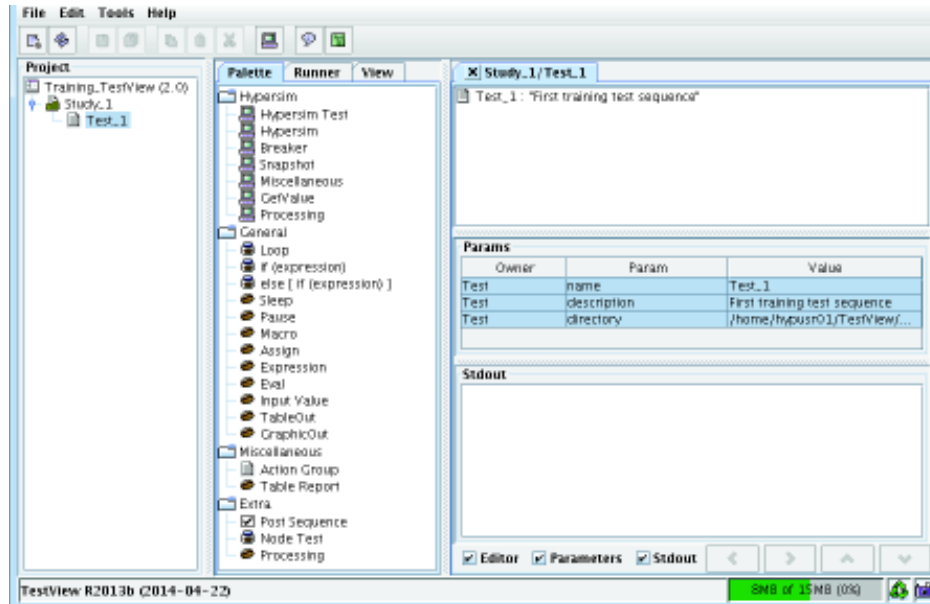 File Edit Tools Help
Project
Training_TestView (2.0)
Study_1
Test_1
Palette Runner View
Hypersim
Hypersim Test
Hypersim
Breaker
Snapshot
Miscellaneous
GetValue
Processing
General
Loop
if (expression)
else [ if (expression) ]
Sleep
Pause
Macro
Assign
Expression
Eval
Input Value
TableOut
GraphicOut
Miscellaneous
Action Group
Table Report
Extra
Post Sequence
Node Test
Processing
Study_1/Test_1
Test_1 : "First training test sequence"
Params
Owner Param Value
Test name Test_1
Test description First training test sequence
Test directory /home/hypusr01/TestView/...
Stdout
Editor Parameters Stdout
TestView R2013b (2014-04-22)
8MB of 15MB (0%)